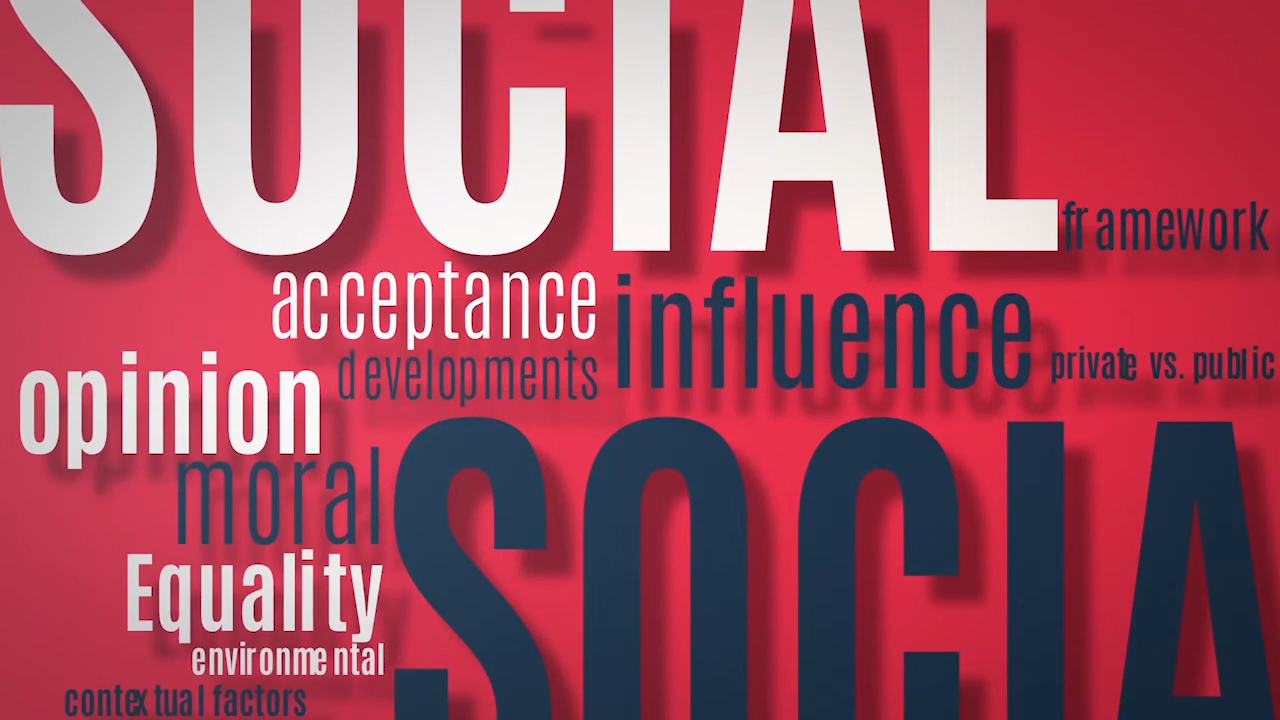 SOCIAL
framework
acceptance
influence
developments
private vs. public
opinion
moral
SOCIA
Equality
environmental
contextual factors